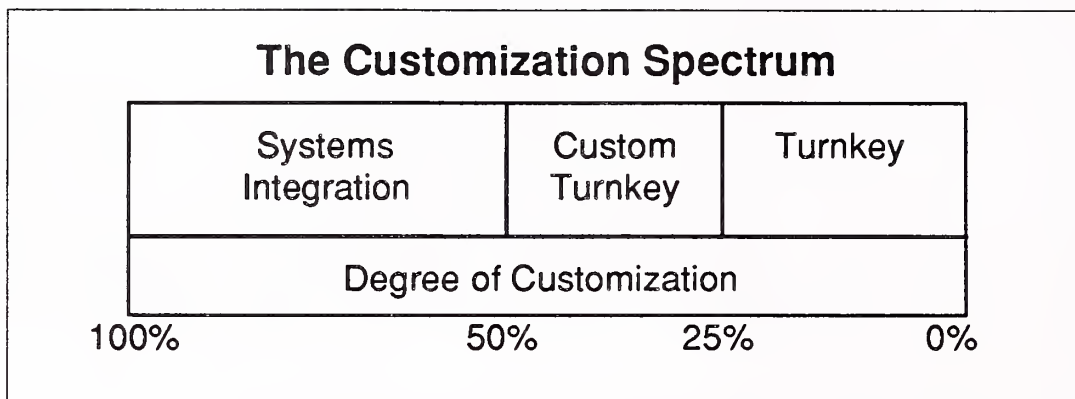 The Customization Spectrum
Systems
Integration
Custom
Turnkey
Turnkey
Degree of Customization
100%
50%
25%
0%